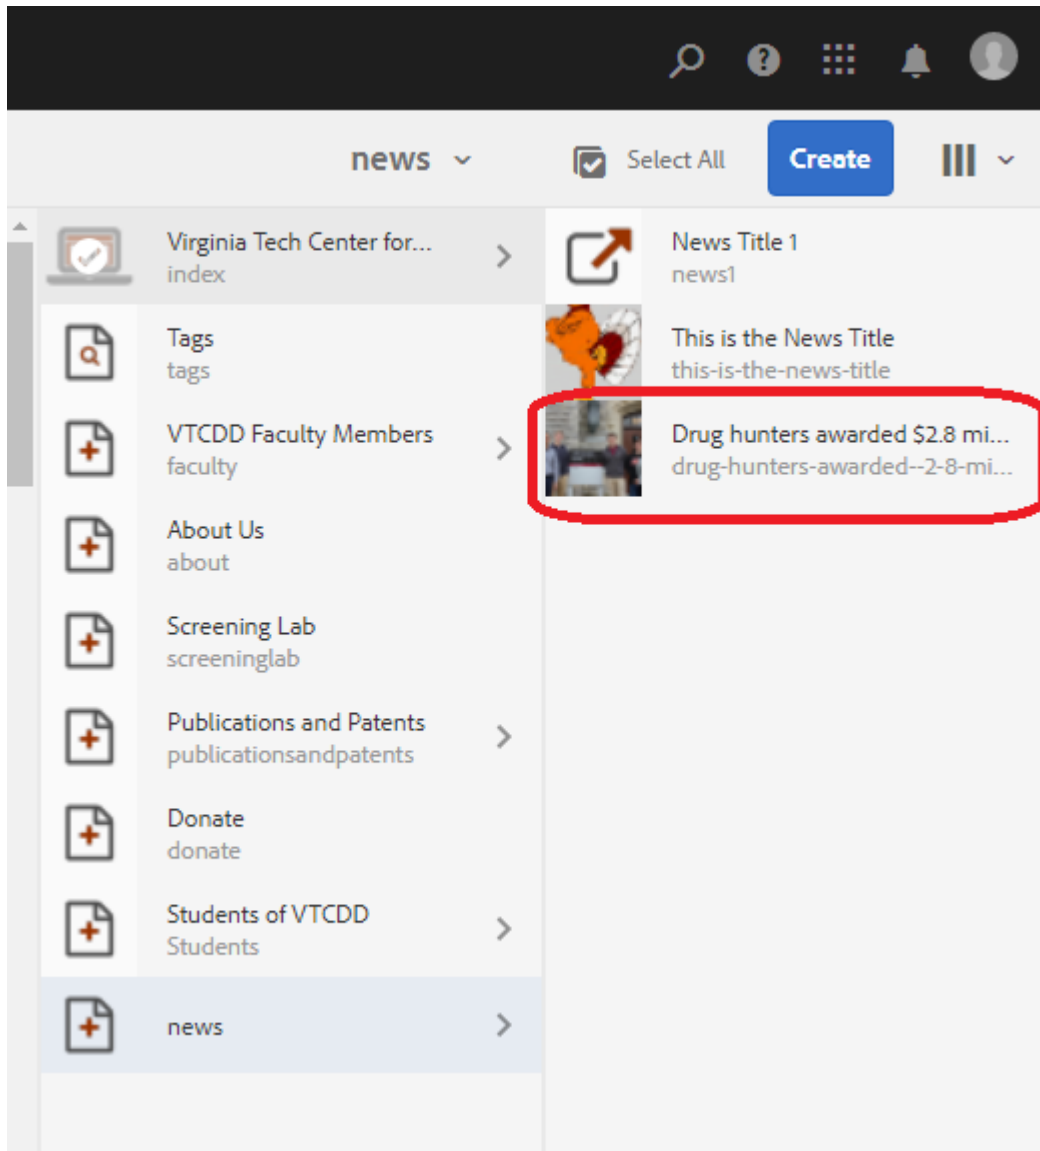 news
Select All
Create
Virginia Tech Center for...
index
Tags
tags
VTCDD Faculty Members
faculty
About Us
about
Screening Lab
screeninglab
Publications and Patents
publicationsandpatents
Donate
donate
Students of VTCDD
Students
news
News Title 1
news1
This is the News Title
this-is-the-news-title
Drug hunters awarded $2.8 mi...
drug-hunters-awarded--2-8-mi...